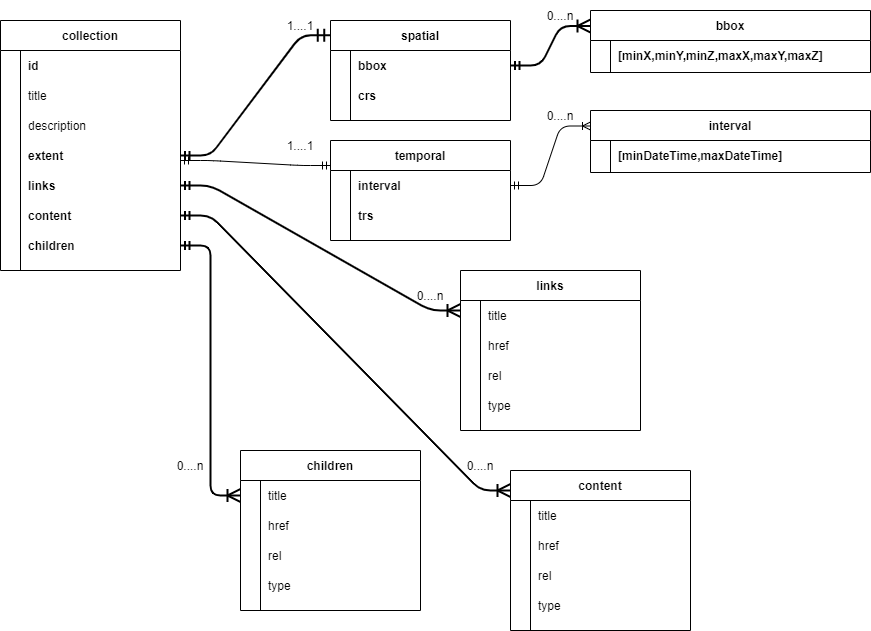 collection
id
title
description
extent
links
content
children
1....1
spatial
bbox
crs
0....n
bbox
[minX,minY,minZ,maxX,maxY,maxZ]
1....1
temporal
interval
trs
0....n
interval
[minDateTime,maxDateTime]
0....n
links
title
href
rel
type
0....n
children
title
href
rel
type
0....n
content
title
href
rel
type